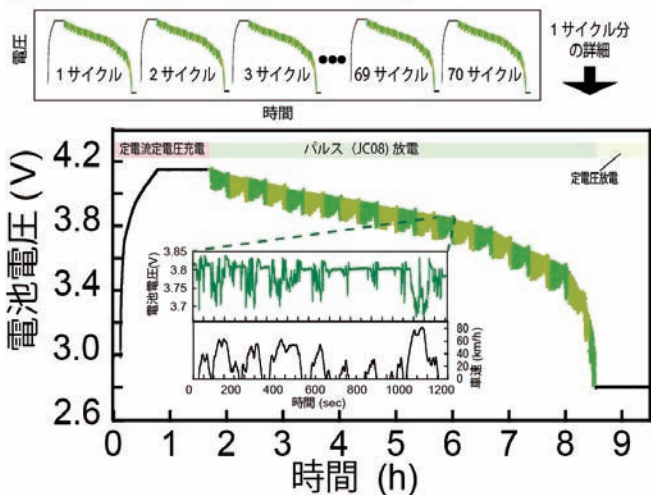 電圧
1サイクル 2サイクル 3サイクル ●●● 69サイクル 70サイクル
時間
1サイクル分
の詳細
定電流定電圧充電 パルス (JC08) 放電
定電圧放電
電池電圧 (V)
4.2
3.8
3.4
3.0
2.6
電池電圧(V)
3.85
3.8
3.7
80
60
40
20
0
車速 (km/h)
0 200 400 600 800 1000 1200
時間 (sec)
0 1 2 3 4 5 6 7 8 9
時間 (h)